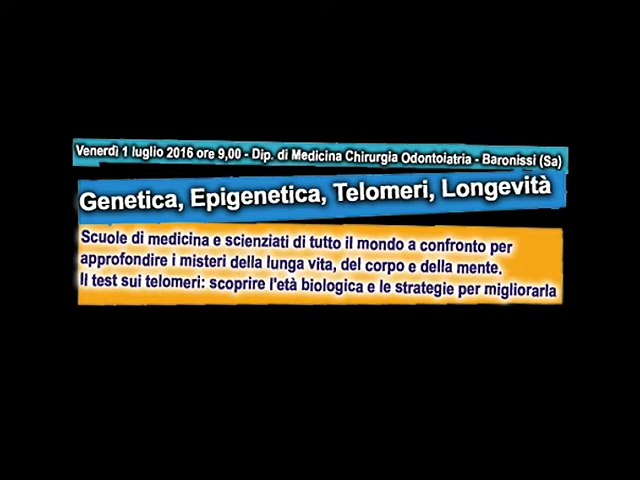 Venerdì 1 luglio 2016 ore 9,00 - Dip. di Medicina Chirurgia Odontoiatria - Baronissi (Sa)
Genetica, Epigenetica, Telomeri, Longevità
Scuole di medicina e scienziati di tutto il mondo a confronto per
approfondire i misteri della lunga vita, del corpo e della mente.
Il test sui telomeri: scoprire l'età biologica e le strategie per migliorarla